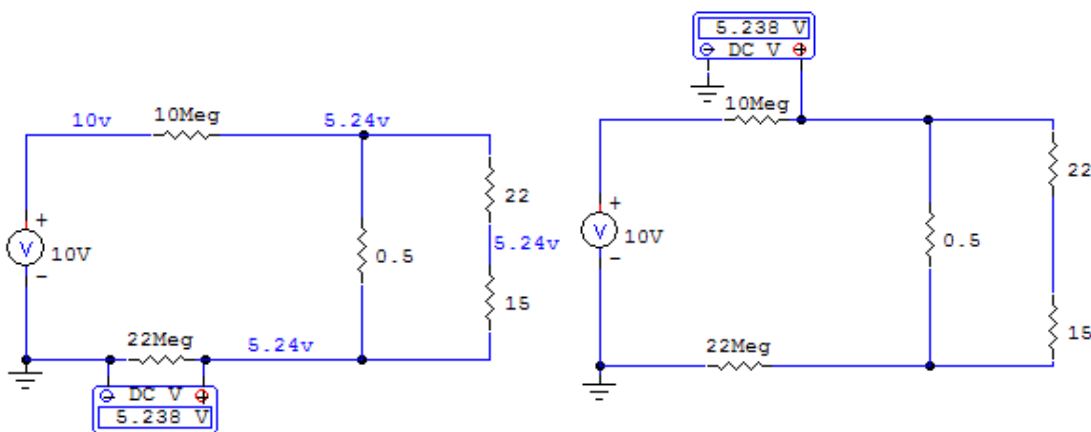 5.238 V
DC V
10v
10Meg
5.24v
10Meg
22
22
+
V
10V
-
5.24v
+
V
10V
-
0.5
0.5
15
15
22Meg
5.24v
22Meg
DC V
5.238 V